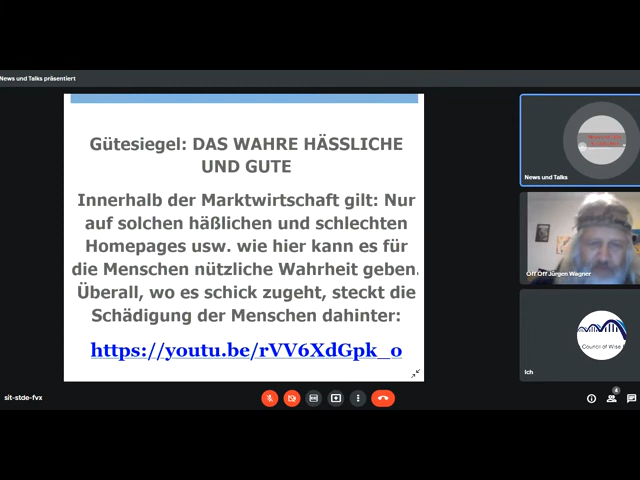 News und Talks präsentiert
Gütesiegel: DAS WAHRE HÄSSLICHE
UND GUTE
Innerhalb der Marktwirtschaft gilt: Nur
auf solchen häßlichen und schlechten
Homepages usw. wie hier kann es für
die Menschen nützliche Wahrheit geben.
Überall, wo es schick zugeht, steckt die
Schädigung der Menschen dahinter:
https://youtu.be/rVV6XdGpk_o
News und Talks
Off Off Jürgen Wagner
Council of Wise
Ich
sit-stde-fvx
4